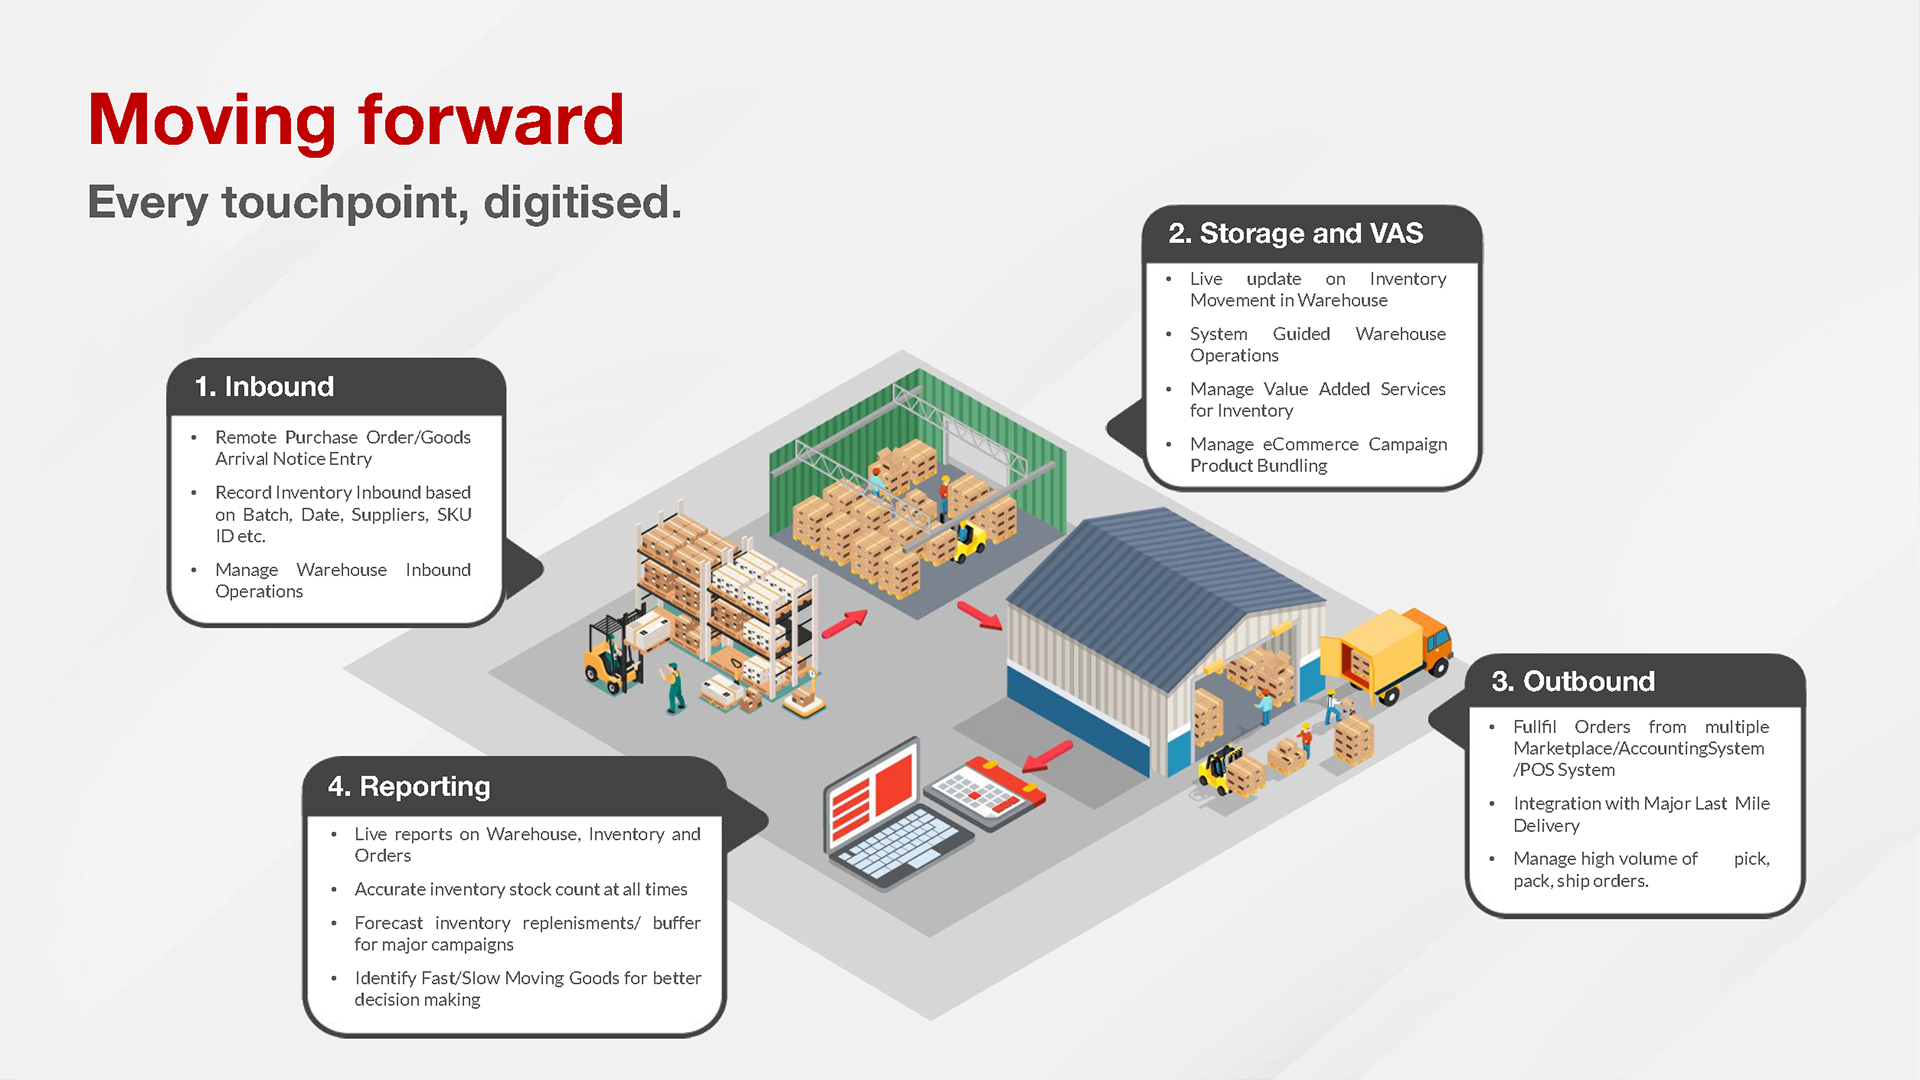 Moving forward
Every touchpoint, digitised.
1. Inbound
• Remote Purchase Order/Goods
Arrival Notice Entry
• Record Inventory Inbound based
on Batch, Date, Suppliers, SKU
ID etc.
• Manage Warehouse Inbound
Operations
2. Storage and VAS
• Live update on Inventory
Movement in Warehouse
• System Guided Warehouse
Operations
• Manage Value Added Services
for Inventory
• Manage eCommerce Campaign
Product Bundling
3. Outbound
• Fullfil Orders from multiple
Marketplace/AccountingSystem
/POS System
• Integration with Major Last Mile
Delivery
• Manage high volume of pick,
pack, ship orders.
4. Reporting
• Live reports on Warehouse, Inventory and
Orders
• Accurate inventory stock count at all times
• Forecast inventory replenisments/ buffer
for major campaigns
• Identify Fast/Slow Moving Goods for better
decision making